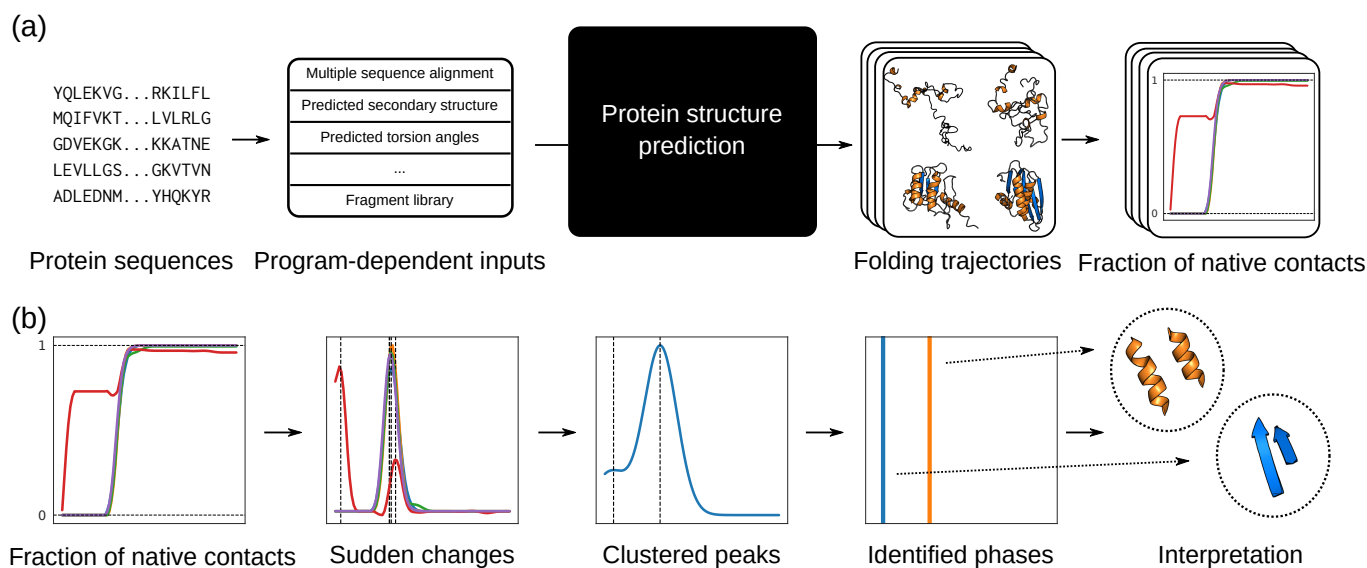 (a)
YQLEKVG...RKILFL
MQIFVKT...LVLRLG
GDVEKGK...KKATNE
LEVLLGS...GKVTVN
ADLEDNM...YHQKYR
Protein sequences
Multiple sequence alignment
Predicted secondary structure
Predicted torsion angles
...
Fragment library
Program-dependent inputs
Protein structure
prediction
Folding trajectories
1
0
Fraction of native contacts
(b)
1
0
Fraction of native contacts
Sudden changes
Clustered peaks
Identified phases
Interpretation